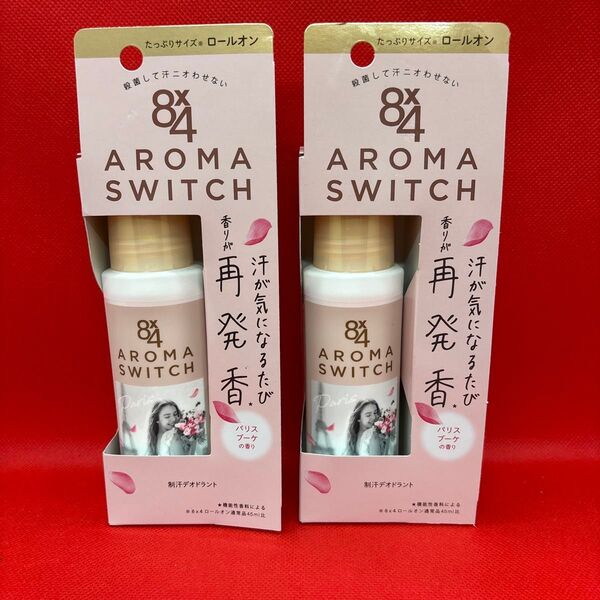 たっぷりサイズ※ ロールオン
殺菌して汗ニオわせない
8x4
AROMA
SWITCH
汗が気になるたび
香りが
再発香★
パリス
ブーケ
の香り
8x4
AROMA
SWITCH
Paris
制汗デオドラント
★機能性香料による
※8x4ロールオン通常品45ml比
たっぷりサイズ※ ロールオン
殺菌して汗ニオわせない
8x4
AROMA
SWITCH
汗が気になるたび
香りが
再発香★
パリス
ブーケ
の香り
8x4
AROMA
SWITCH
Paris
制汗デオドラント
★機能性香料による
※8x4ロールオン通常品45ml比